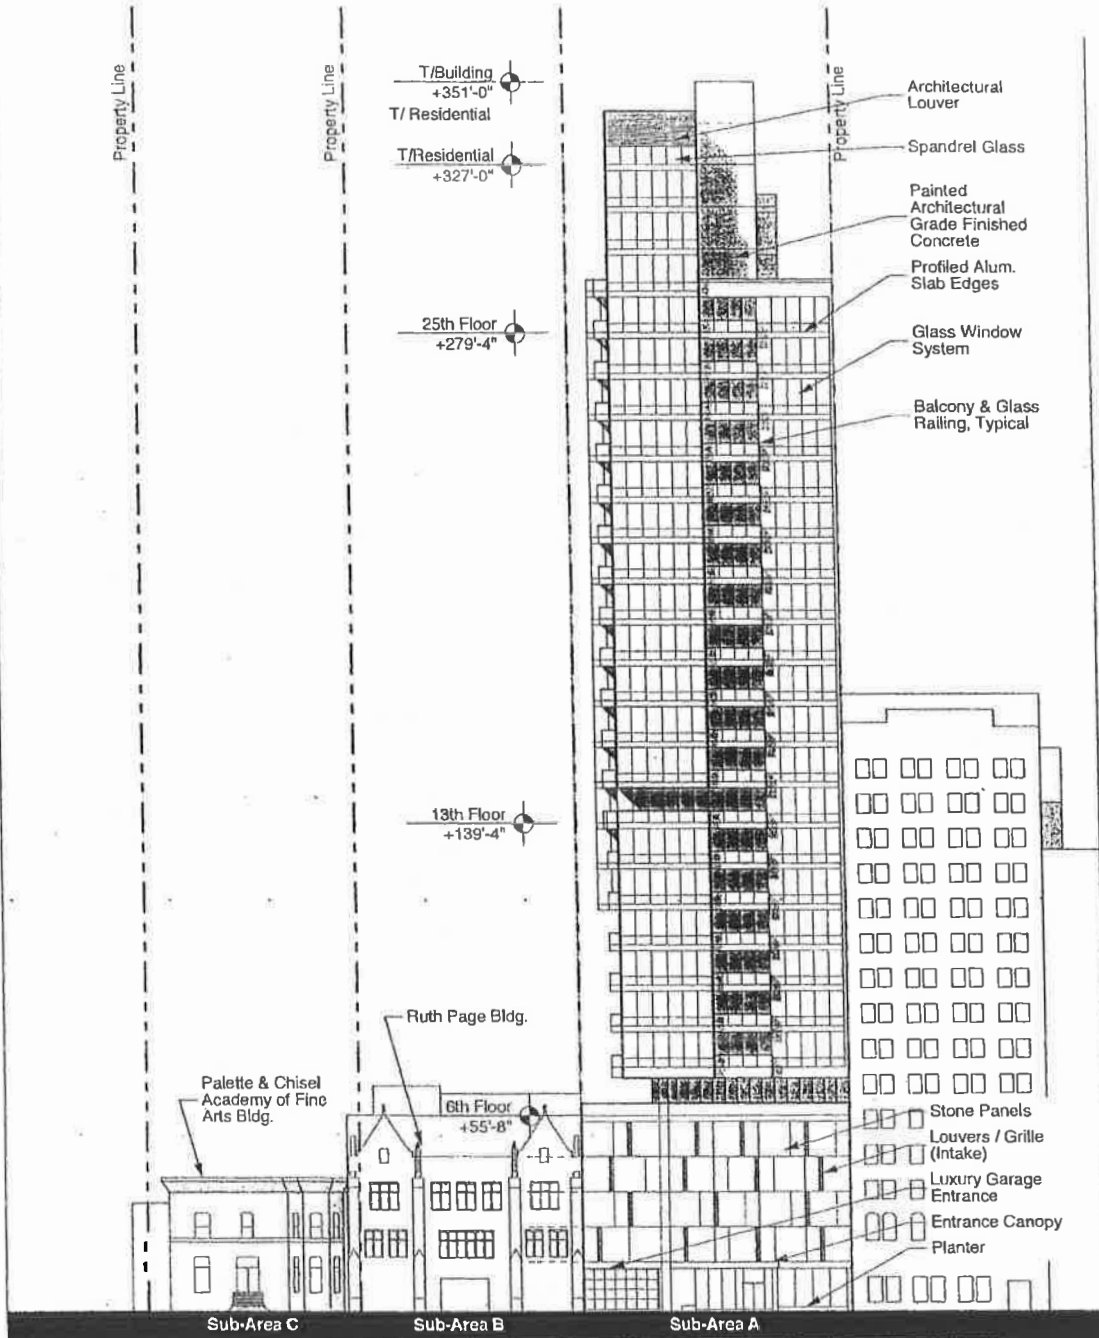 Property Line
Property Line
Property Line
T/Building
+351'-0"
T/ Residential
T/Residential
+327'-0"
25th Floor
+279'-4"
13th Floor
+139'-4"
6th Floor
+55'-8"
Architectural
Louver
Spandrel Glass
Painted
Architectural
Grade Finished
Concrete
Profiled Alum.
Slab Edges
Glass Window
System
Balcony & Glass
Railing, Typical
Ruth Page Bldg.
Palette & Chisel
Academy of Fine
Arts Bldg.
Stone Panels
Louvers / Grille
(Intake)
Luxury Garage
Entrance
Entrance Canopy
Planter
Sub-Area C
Sub-Area B
Sub-Area A